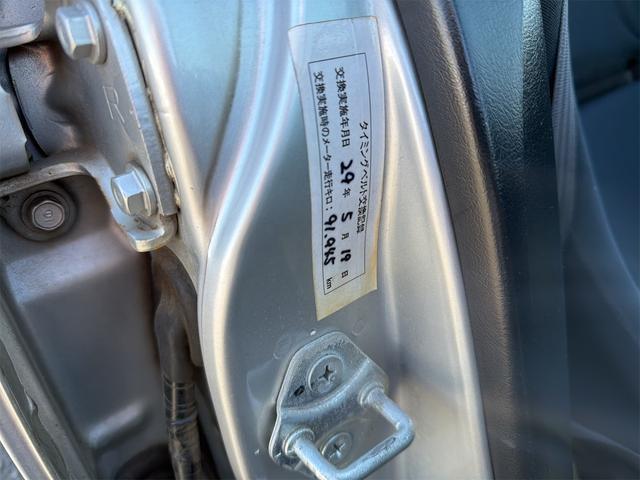 タイミングベルト交換記録
交換実施年月日 29年 5月 19日
交換実施時のメーター走行キロ: 91,945 km
R